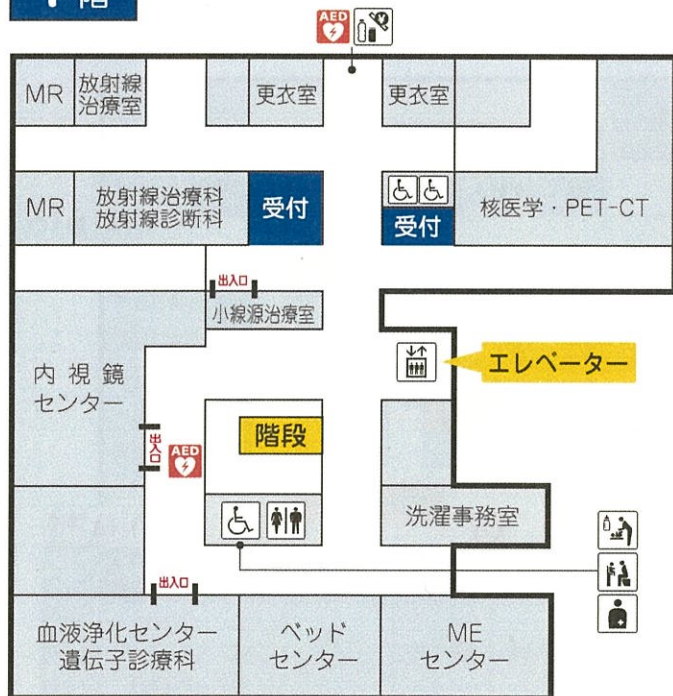 階
AED
MR
放射線
治療室
更衣室
更衣室
MR
放射線治療科
放射線診断科
受付
受付
核医学・PET-CT
出入口
小線源治療室
内視鏡
センター
エレベーター
出入口
AED
階段
洗濯事務室
出入口
血液浄化センター
遺伝子診療科
ベッド
センター
ME
センター